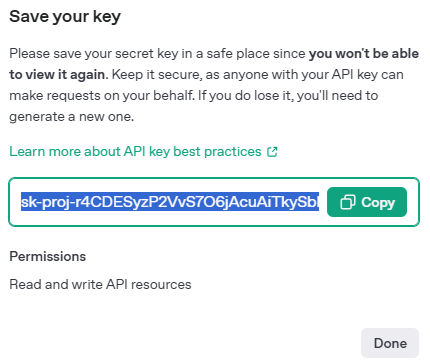 Save your key
Please save your secret key in a safe place since you won't be able
to view it again. Keep it secure, as anyone with your API key can
make requests on your behalf. If you do lose it, you'll need to
generate a new one.
Learn more about API key best practices
sk-proj-r4CDESyzP2VvS7O6jAcuAiTkySbl
Copy
Permissions
Read and write API resources
Done